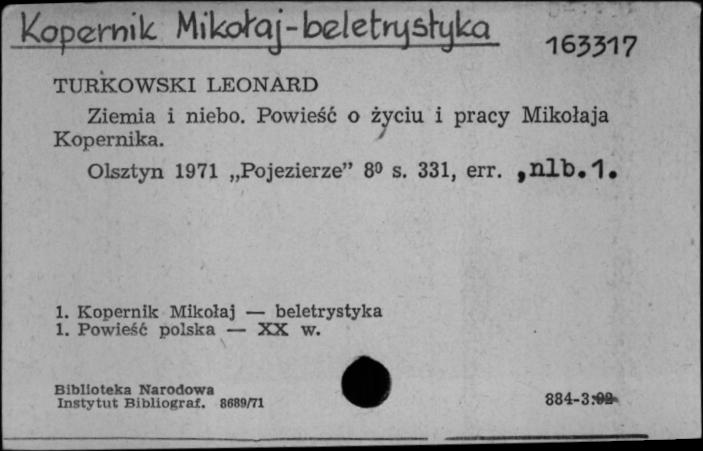 Kopernik Mikołaj-beletrystyka
163317
TURKOWSKI LEONARD
Ziemia i niebo. Powieść o życiu i pracy Mikołaja
Kopernika.
Olsztyn 1971 „Pojezierze” 8⁰ s. 331, err. ,nlb.1.
1. Kopernik Mikołaj — beletrystyka
1. Powieść polska — XX w.
Biblioteka Narodowa
Instytut Bibliograf. 8689/71
884-3: